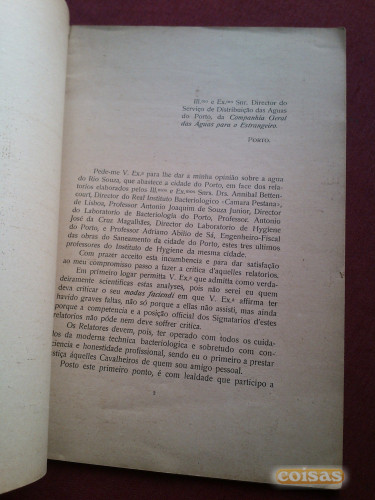 Ill.mo e Ex.mo Snr. Director do
Serviço de Distribuição das Aguas
do Porto, da Companhia Geral
das Aguas para o Estrangeiro.
PORTO.
Pede-me V. Ex.ª para lhe dar a minha opinião sobre a agua
do Rio Souza, que abastece a cidade do Porto, em face dos rela-
torios elaborados pelos Ill.mos e Ex.mos Snrs. Drs. Annibal Betten-
court, Director do Real Instituto Bacteriologico «Camara Pestana»,
de Lisboa, Professor Antonio Joaquim de Souza Junior, Director
do Laboratorio de Bacteriologia do Porto, Professor Antonio
José da Cruz Magalhães, Director do Laboratorio de Hygiene
do Porto, e Professor Adriano Abilio de Sá, Engenheiro-Fiscal
das obras do Saneamento da cidade do Porto, estes tres ultimos
professores do Instituto de Hygiene da mesma cidade.
Com prazer aceito esta incumbencia e para dar satisfação
ao meu compromisso passo a fazer a critica d'aquelles relatorios.
Em primeiro logar permitta V. Ex.ª que admitta como verda-
deiramente scientificas estas analyses, pois não serei eu quem
deva criticar o seu modus faciendi em que V. Ex.ª affirma ter
havido graves faltas, não só porque a ellas não assisti, mas ainda
porque a competencia e a posição official dos Signatarios d'estes
relatorios não póde nem deve soffrer critica.
Os Relatores devem, pois, ter operado com todos os cuida-
dos da moderna technica bacteriologica e sobretudo com con-
sciencia e honestidade profissional, sendo eu o primeiro a prestar
justiça àquelles Cavalheiros de quem sou amigo pessoal.
Posto este primeiro ponto, é com lealdade que participo a
coisas